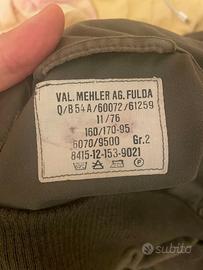 VAL. MEHLER AG. FULDA
Q/B 54 A/60072/61259
11/76
160/170-95
6070/9500 Gr.2
8415-12-153-9021
subito